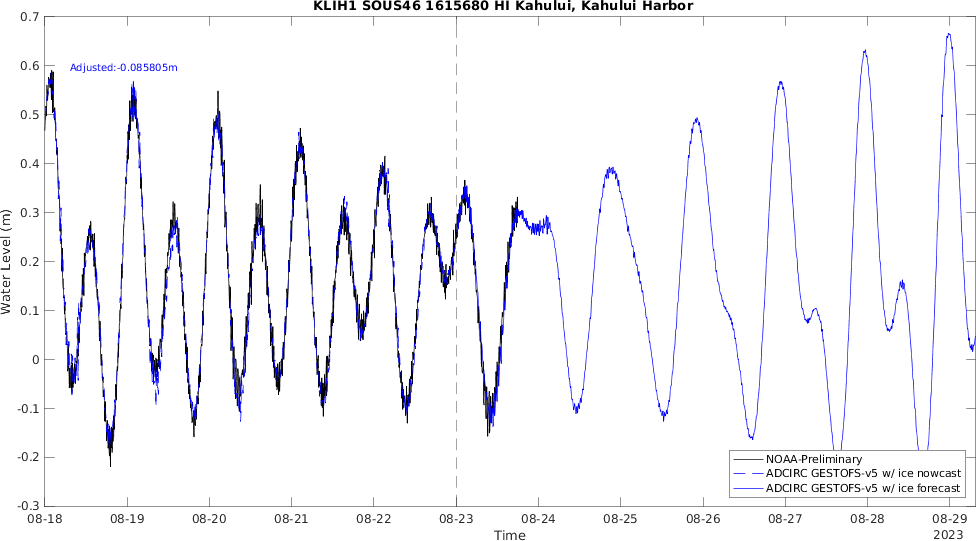 KLIH1 SOUS46 1615680 HI Kahului, Kahului Harbor
0.7
0.6
0.5
0.4
0.3
0.2
0.1
0
-0.1
-0.2
-0.3
Water Level (m)
Adjusted:-0.085805m
NOAA-Preliminary
ADCIRC GESTOFS-v5 w/ ice nowcast
ADCIRC GESTOFS-v5 w/ ice forecast
08-18 08-19 08-20 08-21 08-22 08-23 08-24 08-25 08-26 08-27 08-28 08-29
Time
2023